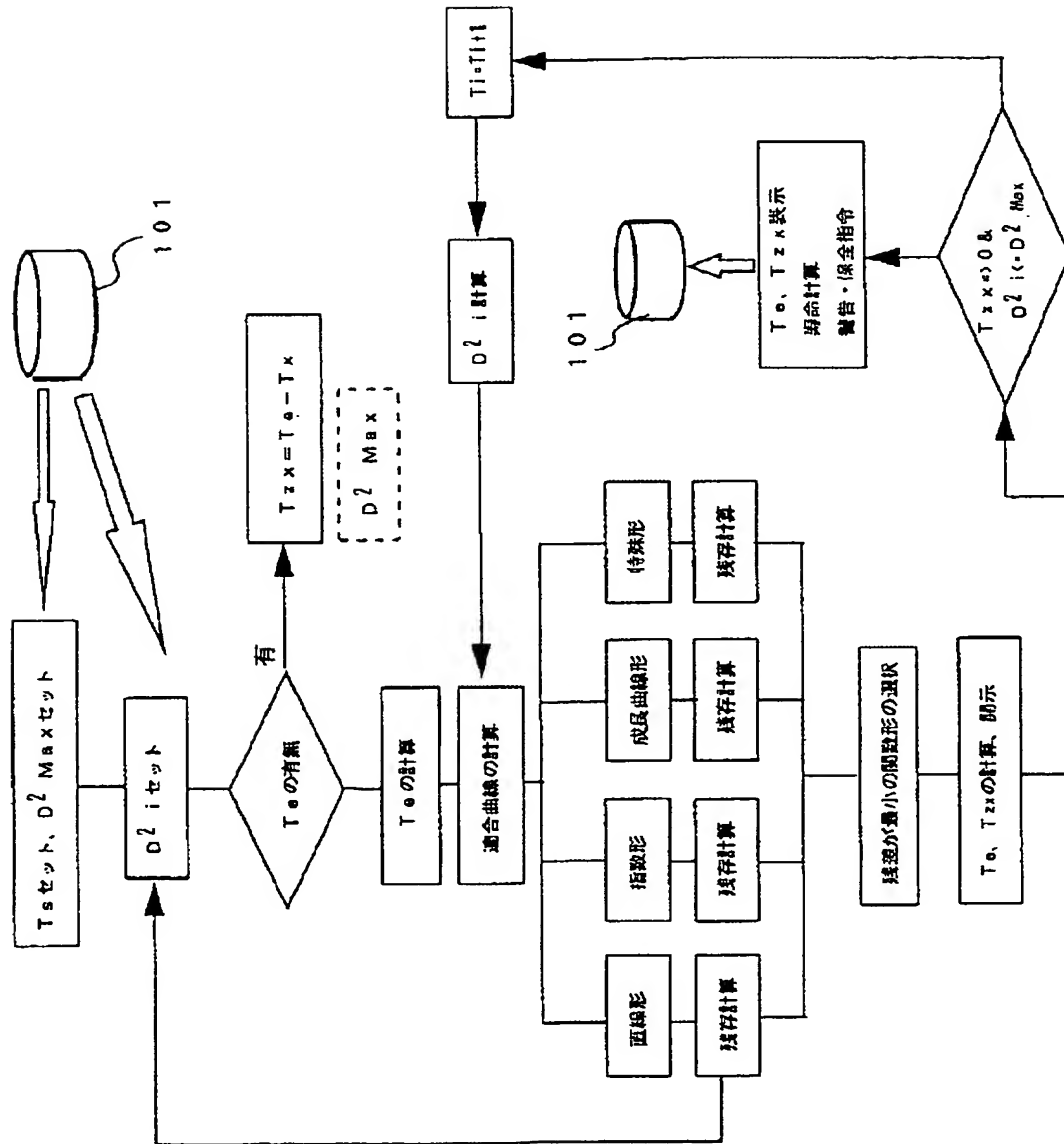 Tsセット、D² Maxセット
101
D² i セット
Teの有無
有
Tzx=Te-Tx
D² Max
Teの計算
適合曲線の計算
D² i 計算
Ti=Ti+1
直線形
指数形
成長曲線形
特殊形
残存計算
残存計算
残存計算
残存計算
残差が最小の関数形の選択
Te、Tzxの計算、開示
Tzx=>0 &
D² i<=D² Max
Te、Tzx表示
寿命計算
警告・保全指令
101